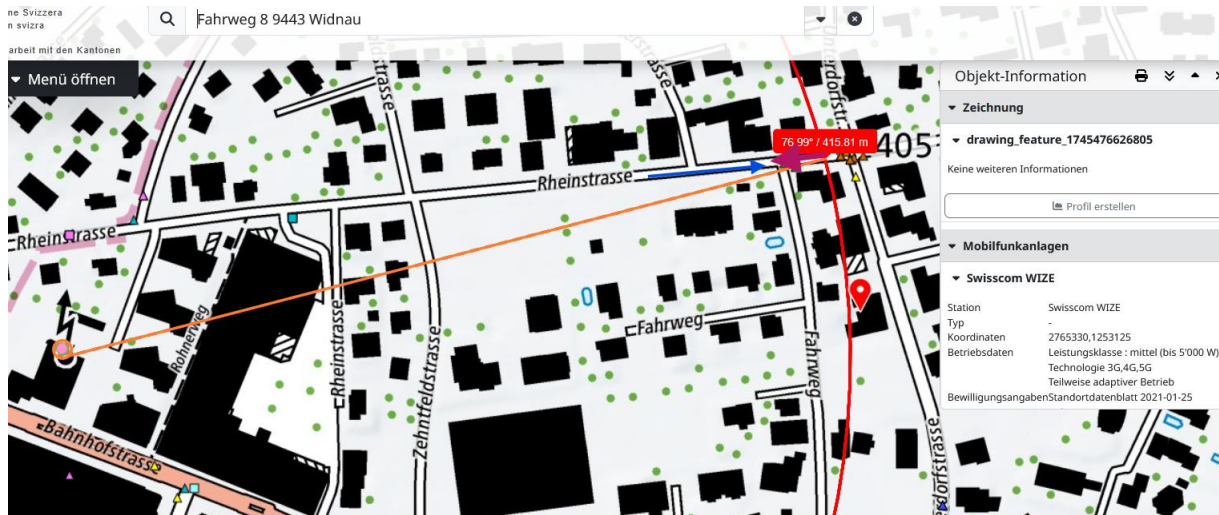 ne Svizzera
n svizra
arbeit mit den Kantonen
Fahrweg 8 9443 Widnau
Menü öffnen
Objekt-Information
Zeichnung
drawing_feature_1745476626805
Keine weiteren Informationen
Profil erstellen
Mobilfunkanlagen
Swisscom WIZE
Station Swisscom WIZE
Typ -
Koordinaten 2765330,1253125
Betriebsdaten Leistungsklasse : mittel (bis 5'000 W)
Technologie 3G,4G,5G
Teilweise adaptiver Betrieb
Bewilligungsangaben Standortdatenblatt 2021-01-25
76.99° / 415.81 m
405
Rheinstrasse
Rheinstrasse
Rheinstrasse
Rohnerweg
Zehntfeldstrasse
Fahrweg
Fahrweg
Bahnhofstrasse
dorfstrasse